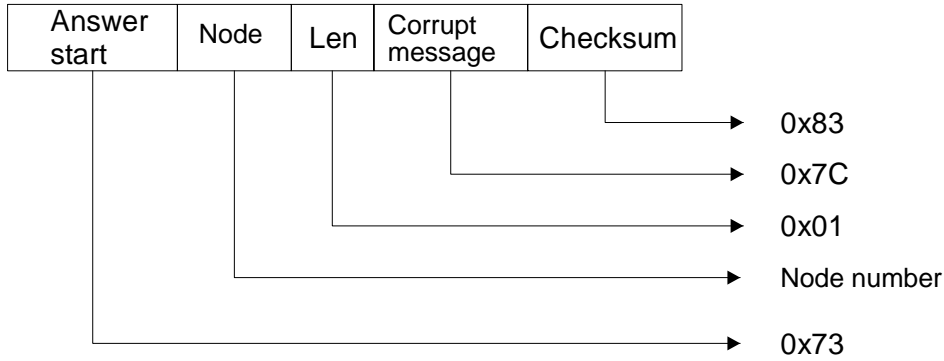 Answer
start
Node
Len
Corrupt
message
Checksum
0x83
0x7C
0x01
Node number
0x73